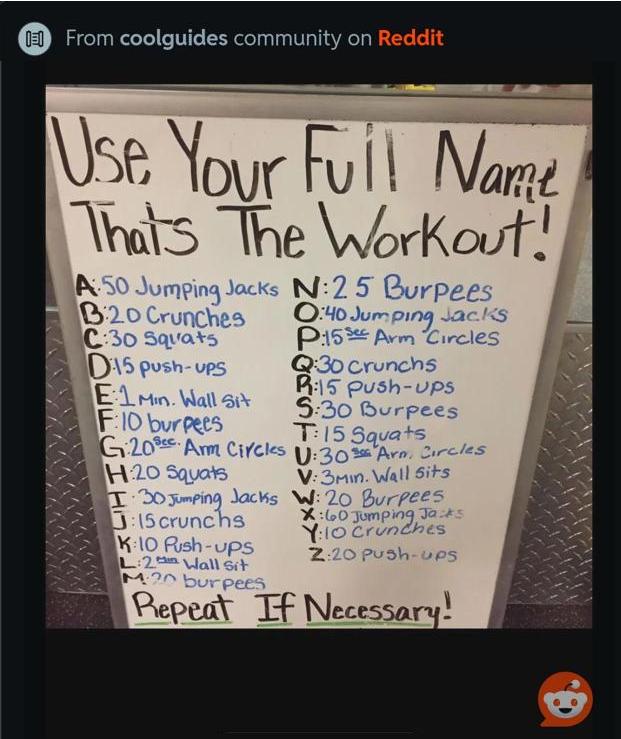 From coolguides community on Reddit
Use Your Full Name
Thats The Workout!
A:50 Jumping Jacks
B:20 Crunches
C:30 Squats
D:15 push-ups
E:1 Min. Wall Sit
F:10 burpees
G:20 Sec. Arm Circles
H:20 Squats
I:30 Jumping Jacks
J:15 crunchs
K:10 Push-ups
L:2 min Wall Sit
M:20 burpees
N:25 Burpees
O:40 Jumping Jacks
P:15 Sec Arm Circles
Q:30 crunchs
R:15 push-ups
S:30 Burpees
T:15 Squats
U:30 Sec Arm Circles
V:3 Min. Wall Sits
W:20 Burpees
X:60 Jumping Jacks
Y:10 Crunches
Z:20 push-ups
Repeat If Necessary!